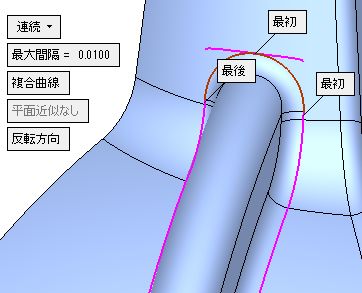 連続
最大間隔 = 0.0100
複合曲線
平面近似なし
反転方向
最初
最後
最初